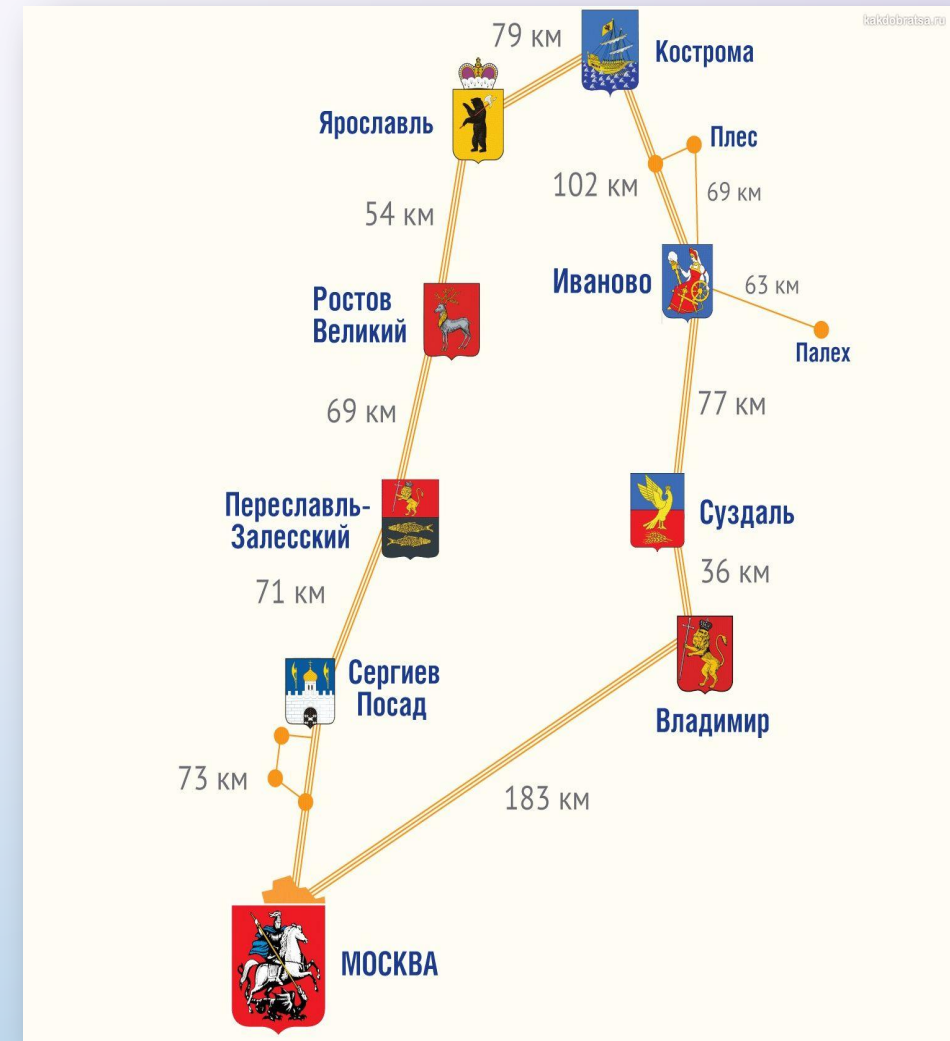 kakdobratsa.ru
79 км
Кострома
Ярославль
Плес
102 км
69 км
54 км
Иваново
63 км
Ростов
Великий
Палех
77 км
69 км
Переславль-
Залесский
Суздаль
36 км
71 км
Сергиев
Посад
Владимир
73 км
183 км
МОСКВА